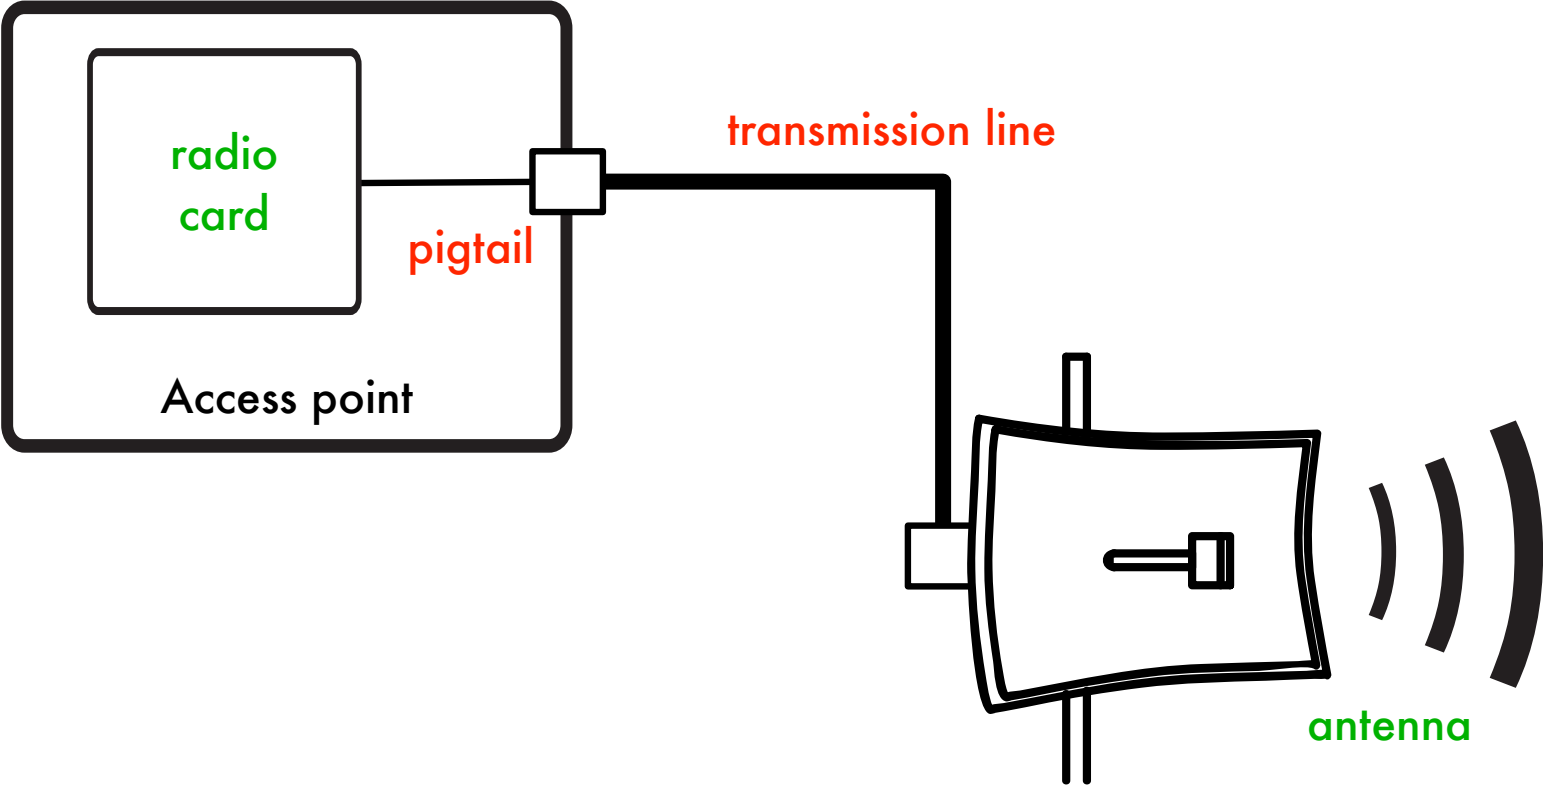 transmission line
radio
card
pigtail
Access point
antenna